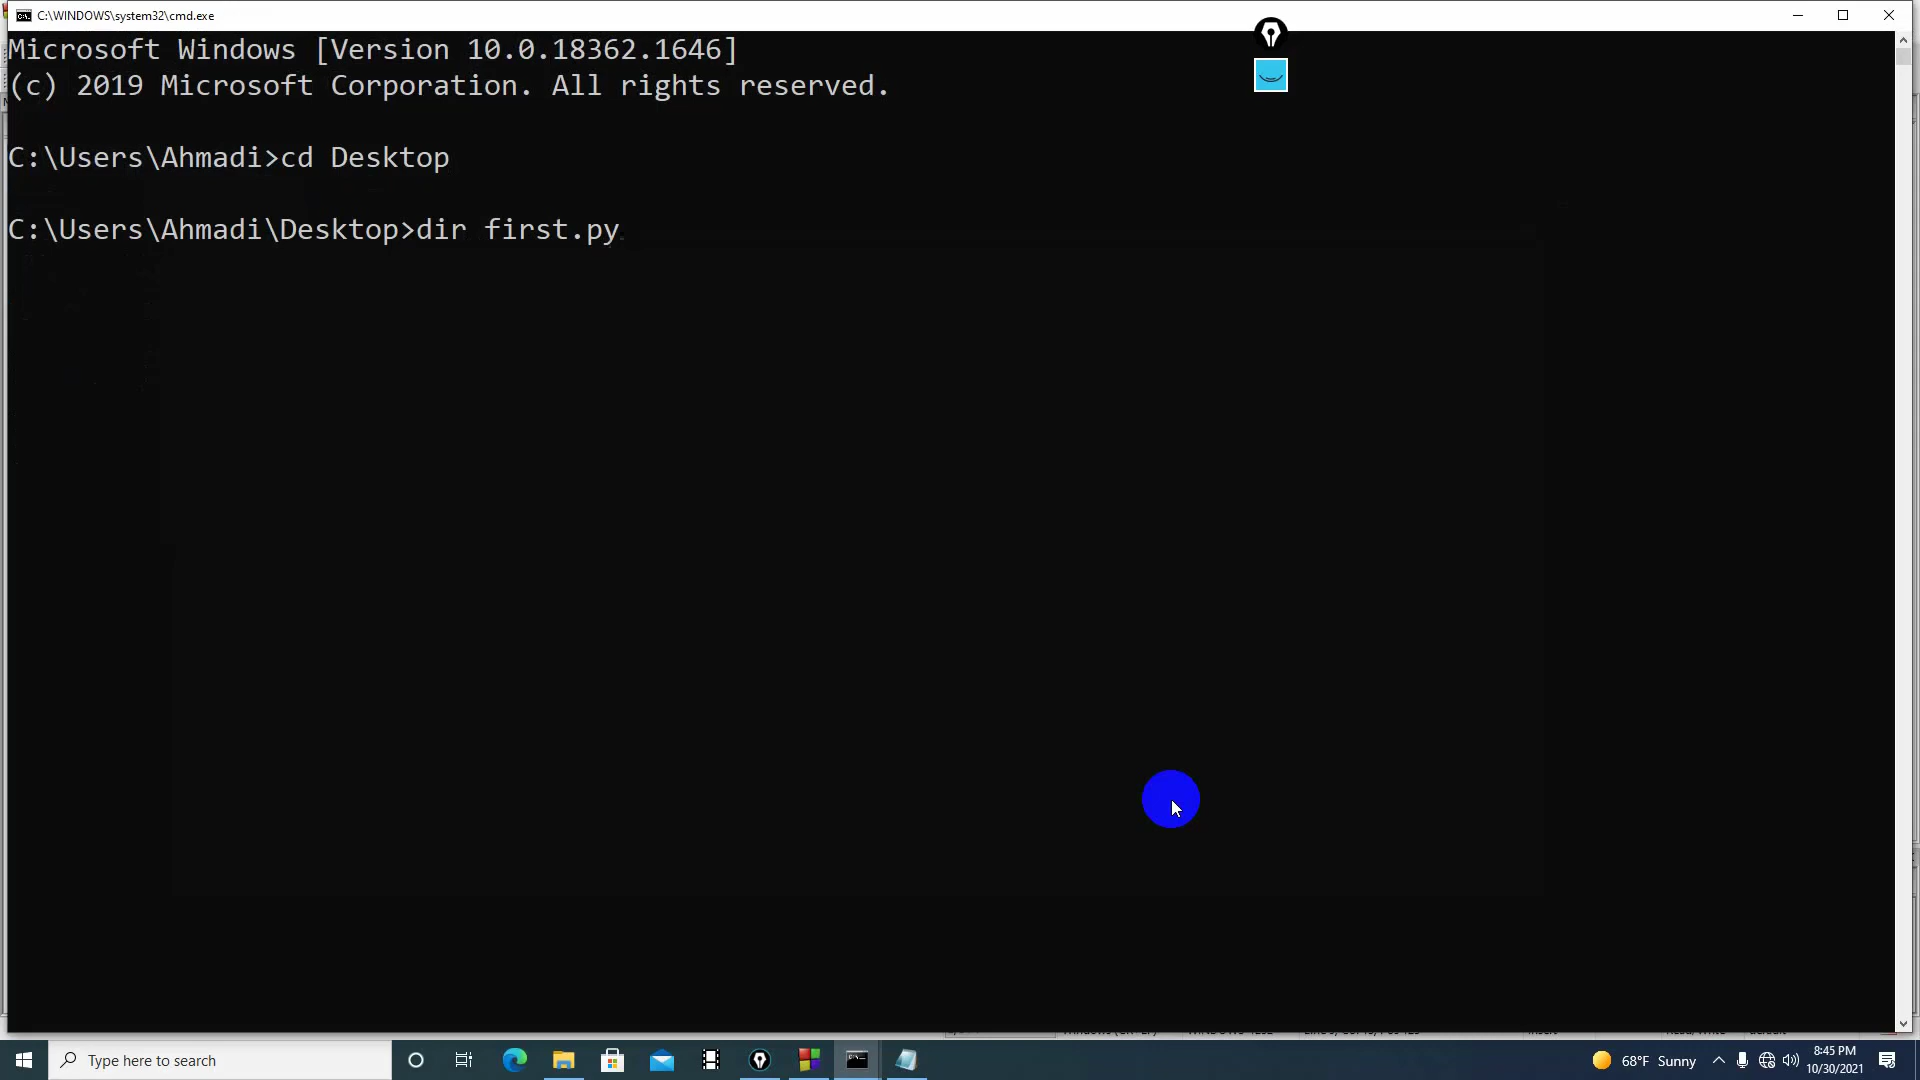 C:\WINDOWS\system32\cmd.exe
Microsoft Windows [Version 10.0.18362.1646]
(c) 2019 Microsoft Corporation. All rights reserved.
C:\Users\Ahmadi>cd Desktop
C:\Users\Ahmadi\Desktop>dir first.py
Type here to search
68°F Sunny
8:45 PM
10/30/2021